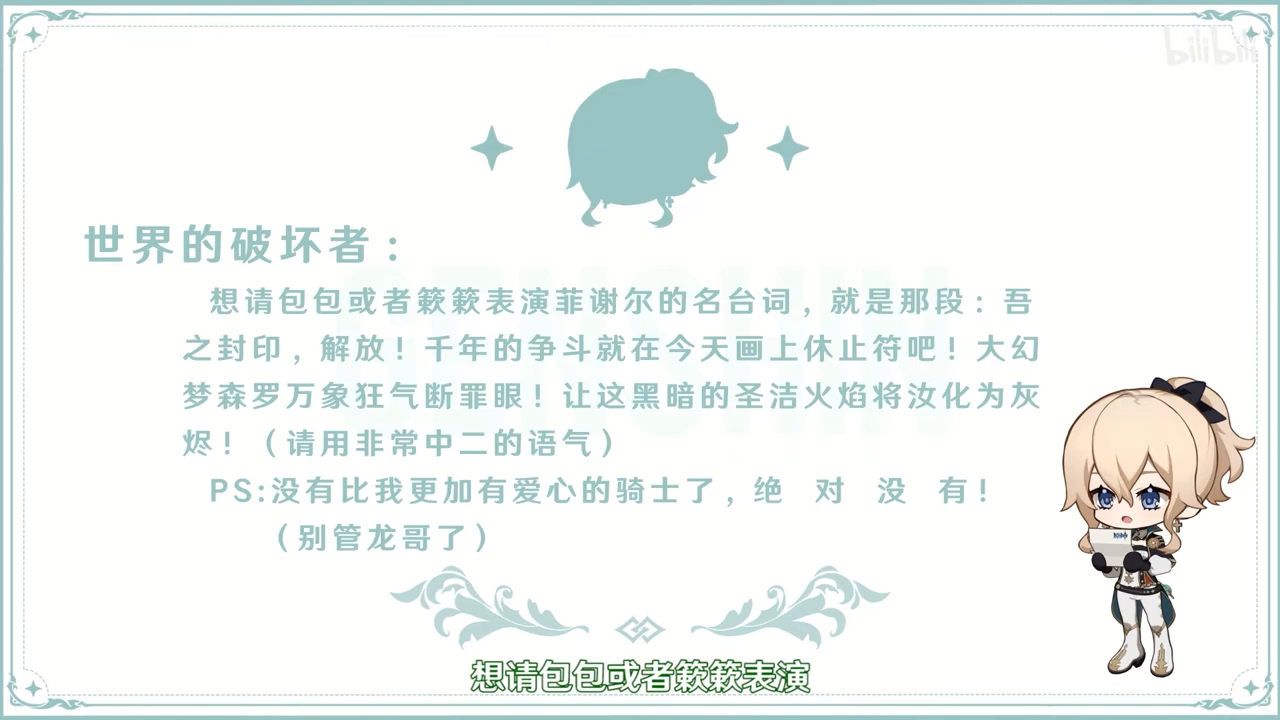 bilibili
世界的破坏者：
想请包包或者簌簌表演菲谢尔的名台词，就是那段：吾
之封印，解放！千年的争斗就在今天画上休止符吧！大幻
梦森罗万象狂气断罪眼！让这黑暗的圣洁火焰将汝化为灰
烬！（请用非常中二的语气）
PS:没有比我更加有爱心的骑士了，绝 对 没 有！
（别管龙哥了）
GENSHIN
想请包包或者簌簌表演